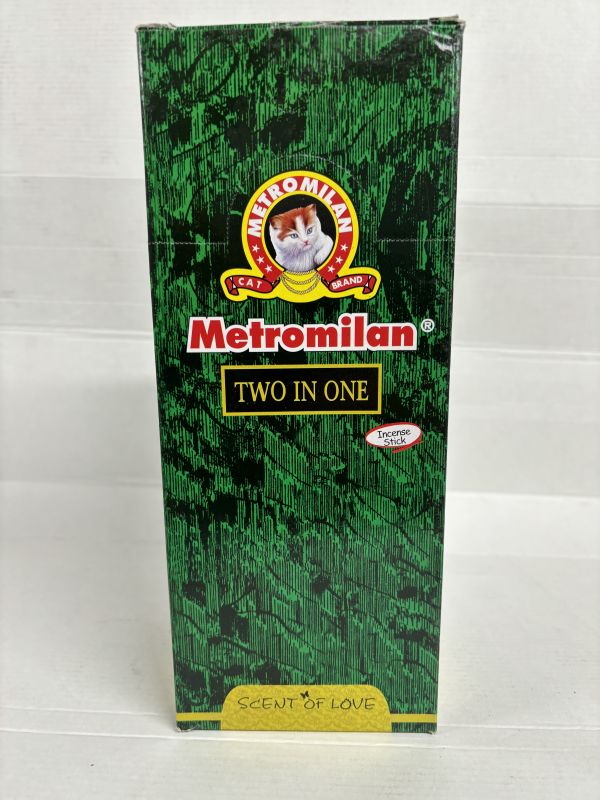 METROMILAN
CAT BRAND
Metromilan®
TWO IN ONE
Incense
Stick
SCENT OF LOVE